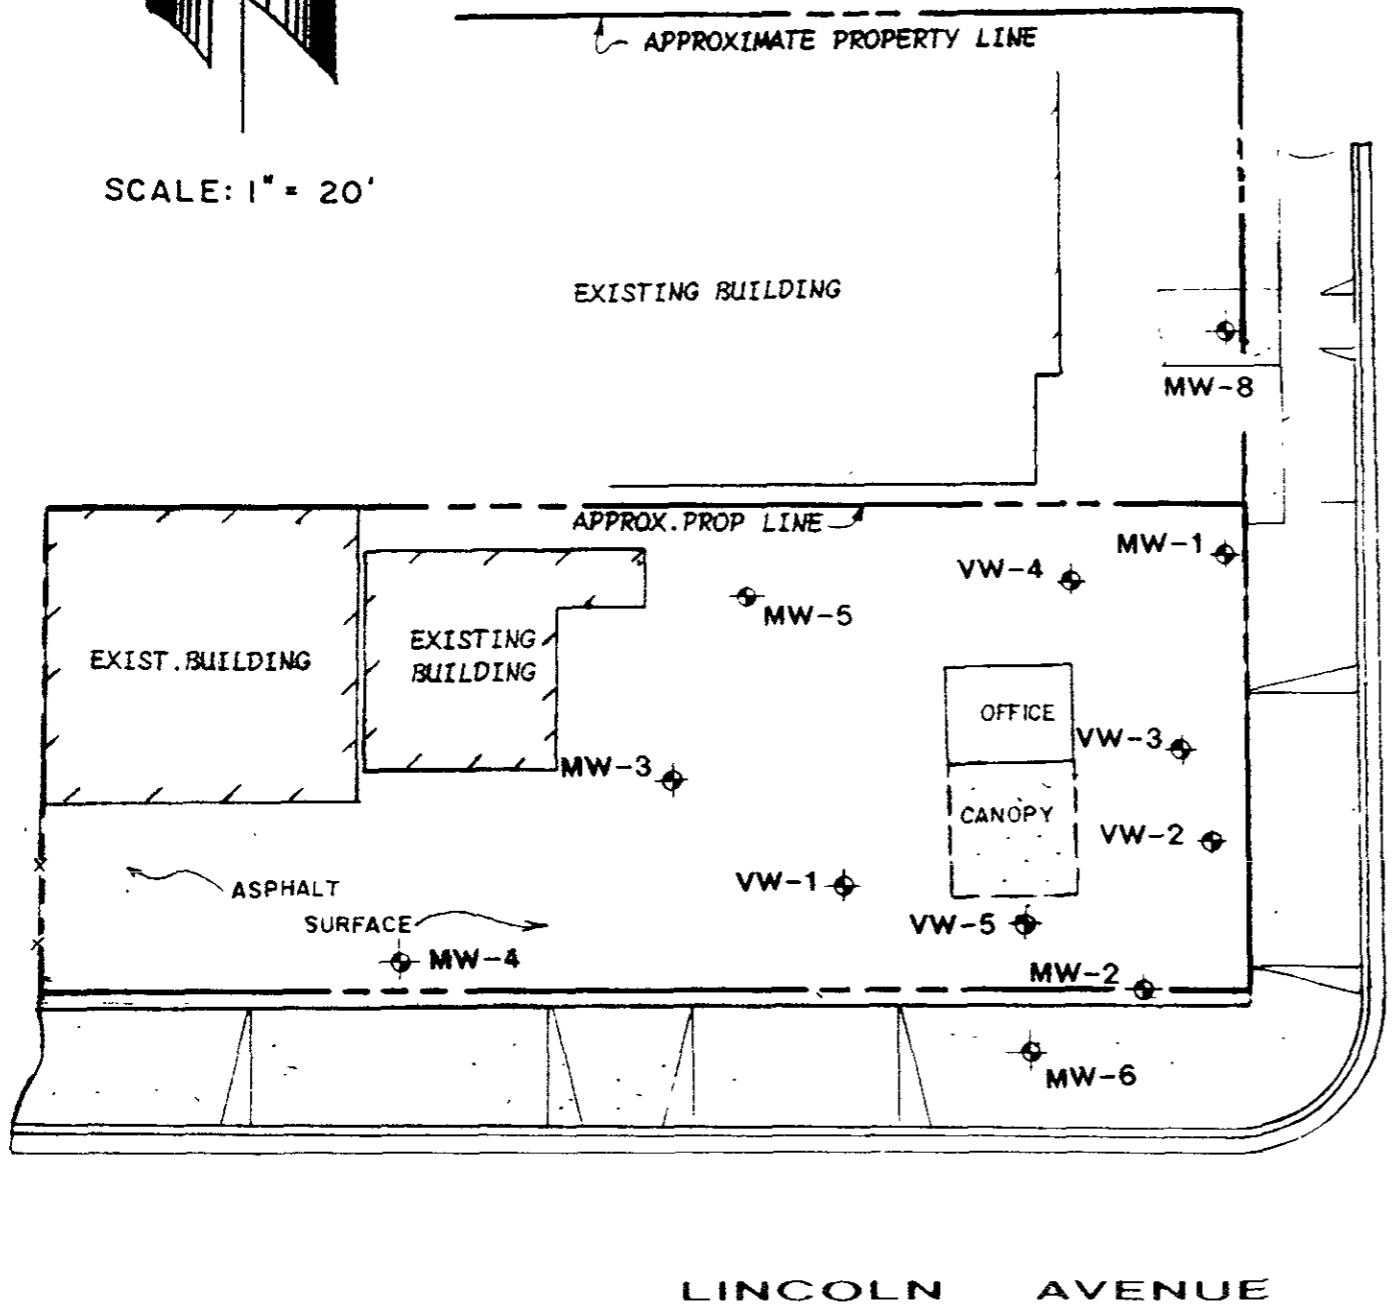 APPROXIMATE PROPERTY LINE
SCALE: 1" = 20'
EXISTING BUILDING
MW-8
APPROX.PROP LINE
MW-1
VW-4
MW-5
EXIST.BUILDING
EXISTING
BUILDING
OFFICE
VW-3
MW-3
CANOPY
VW-2
VW-1
ASPHALT
SURFACE
VW-5
MW-4
MW-2
MW-6
LINCOLN AVENUE